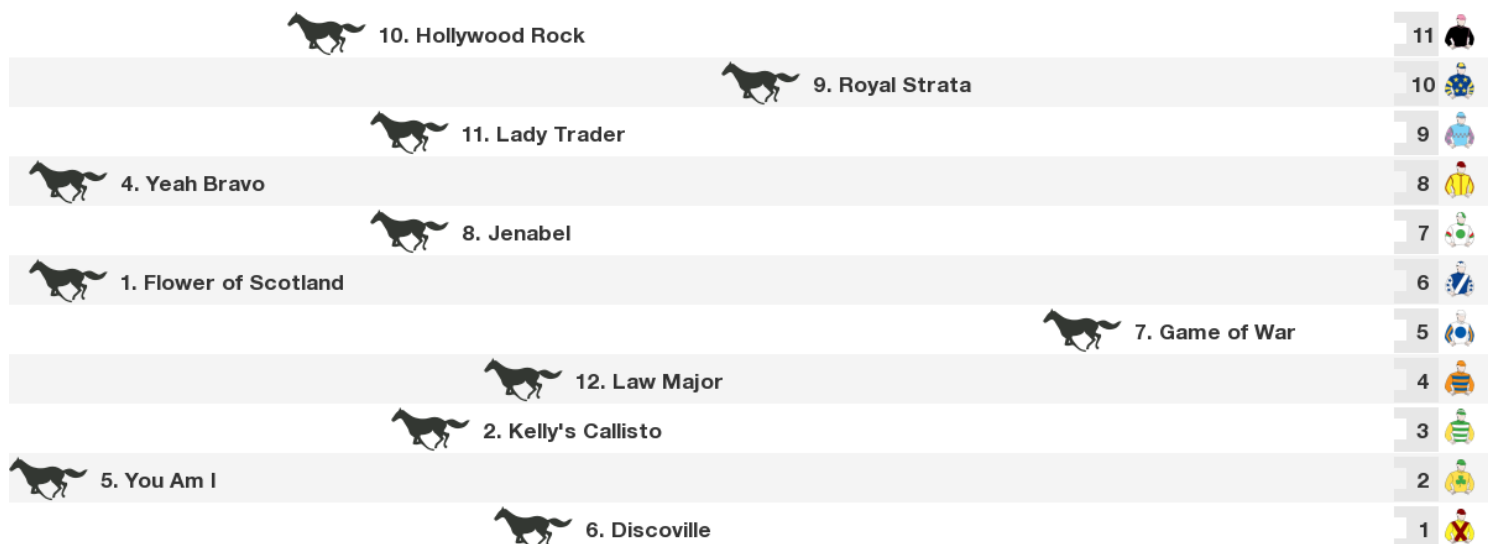 10. Hollywood Rock 11
9. Royal Strata 10
11. Lady Trader 9
4. Yeah Bravo 8
8. Jenabel 7
1. Flower of Scotland 6
7. Game of War 5
12. Law Major 4
2. Kelly's Callisto 3
5. You Am I 2
6. Discoville 1